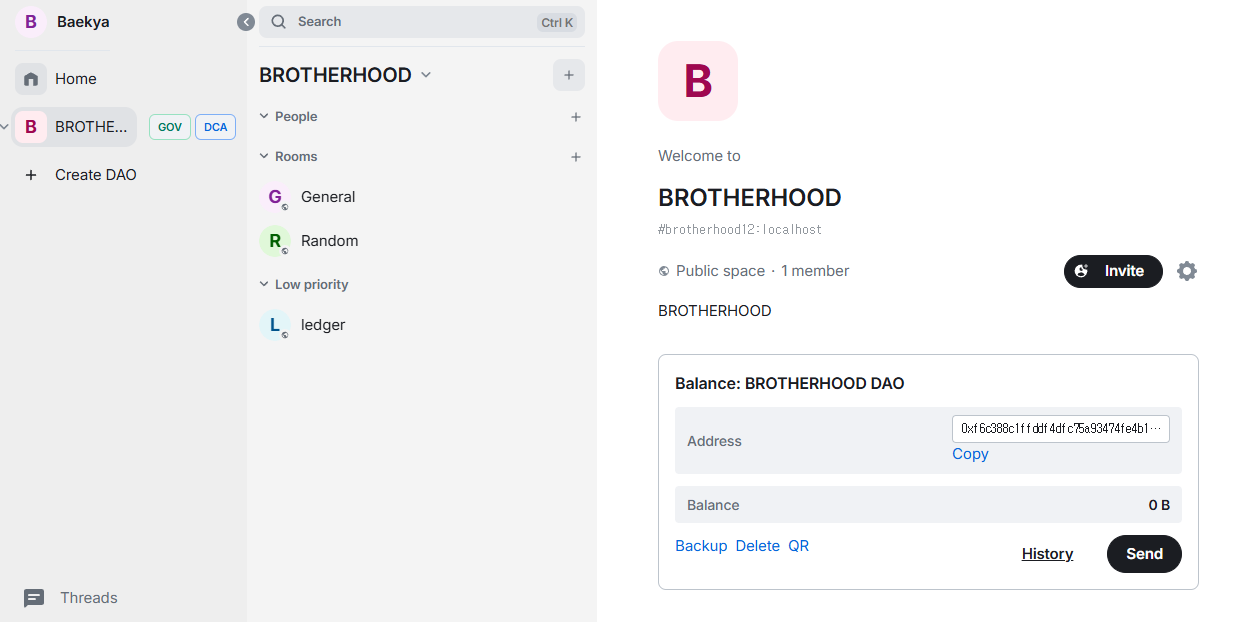 B Baekya
Home
B BROTHE... GOV DCA
+ Create DAO
Threads
Search Ctrl K
BROTHERHOOD +
People +
Rooms +
G General
R Random
Low priority
L ledger
B
Welcome to
BROTHERHOOD
#brotherhood12:localhost
Public space · 1 member
Invite
BROTHERHOOD
Balance: BROTHERHOOD DAO
Address
0xf6c388c1ffddf4dfc75a93474fe4b1···
Copy
Balance 0 B
Backup Delete QR
History Send